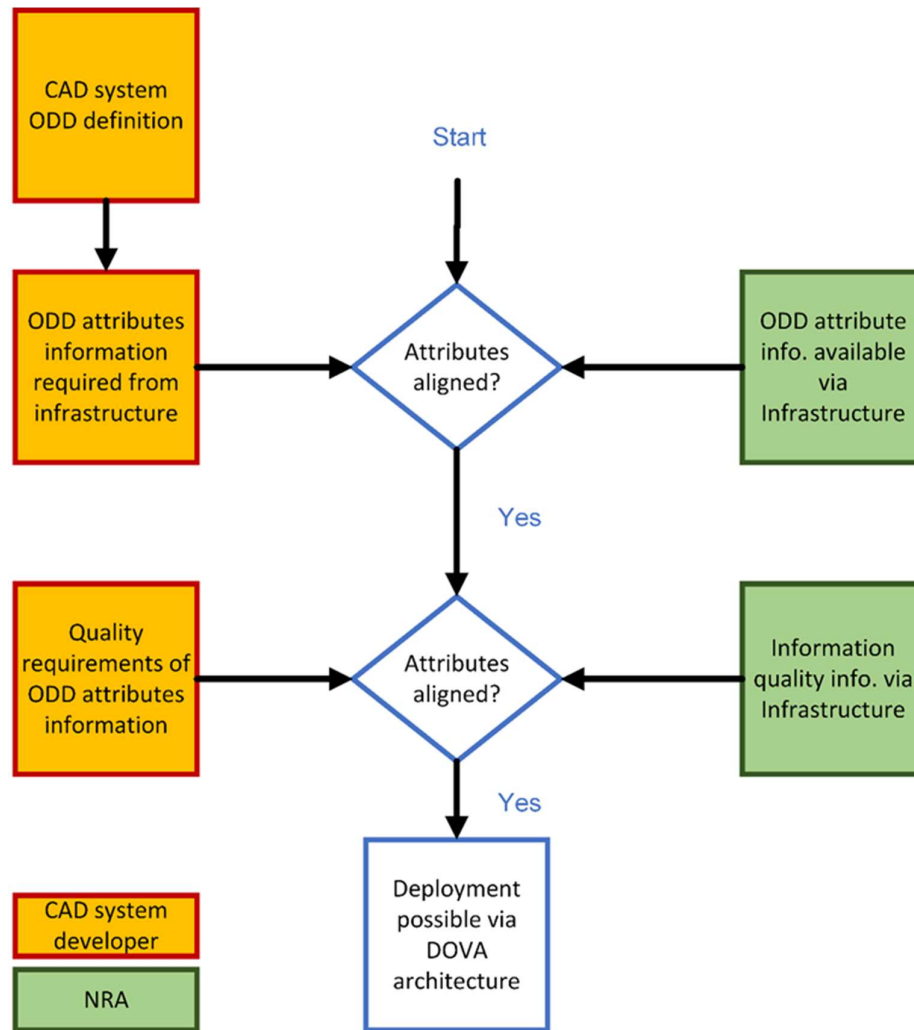 CAD system
ODD definition
Start
ODD attributes
information
required from
infrastructure
Attributes
aligned?
ODD attribute
info. available
via
Infrastructure
Yes
Quality
requirements of
ODD attributes
information
Attributes
aligned?
Information
quality info. via
Infrastructure
Yes
Deployment
possible via
DOVA
architecture
CAD system
developer
NRA